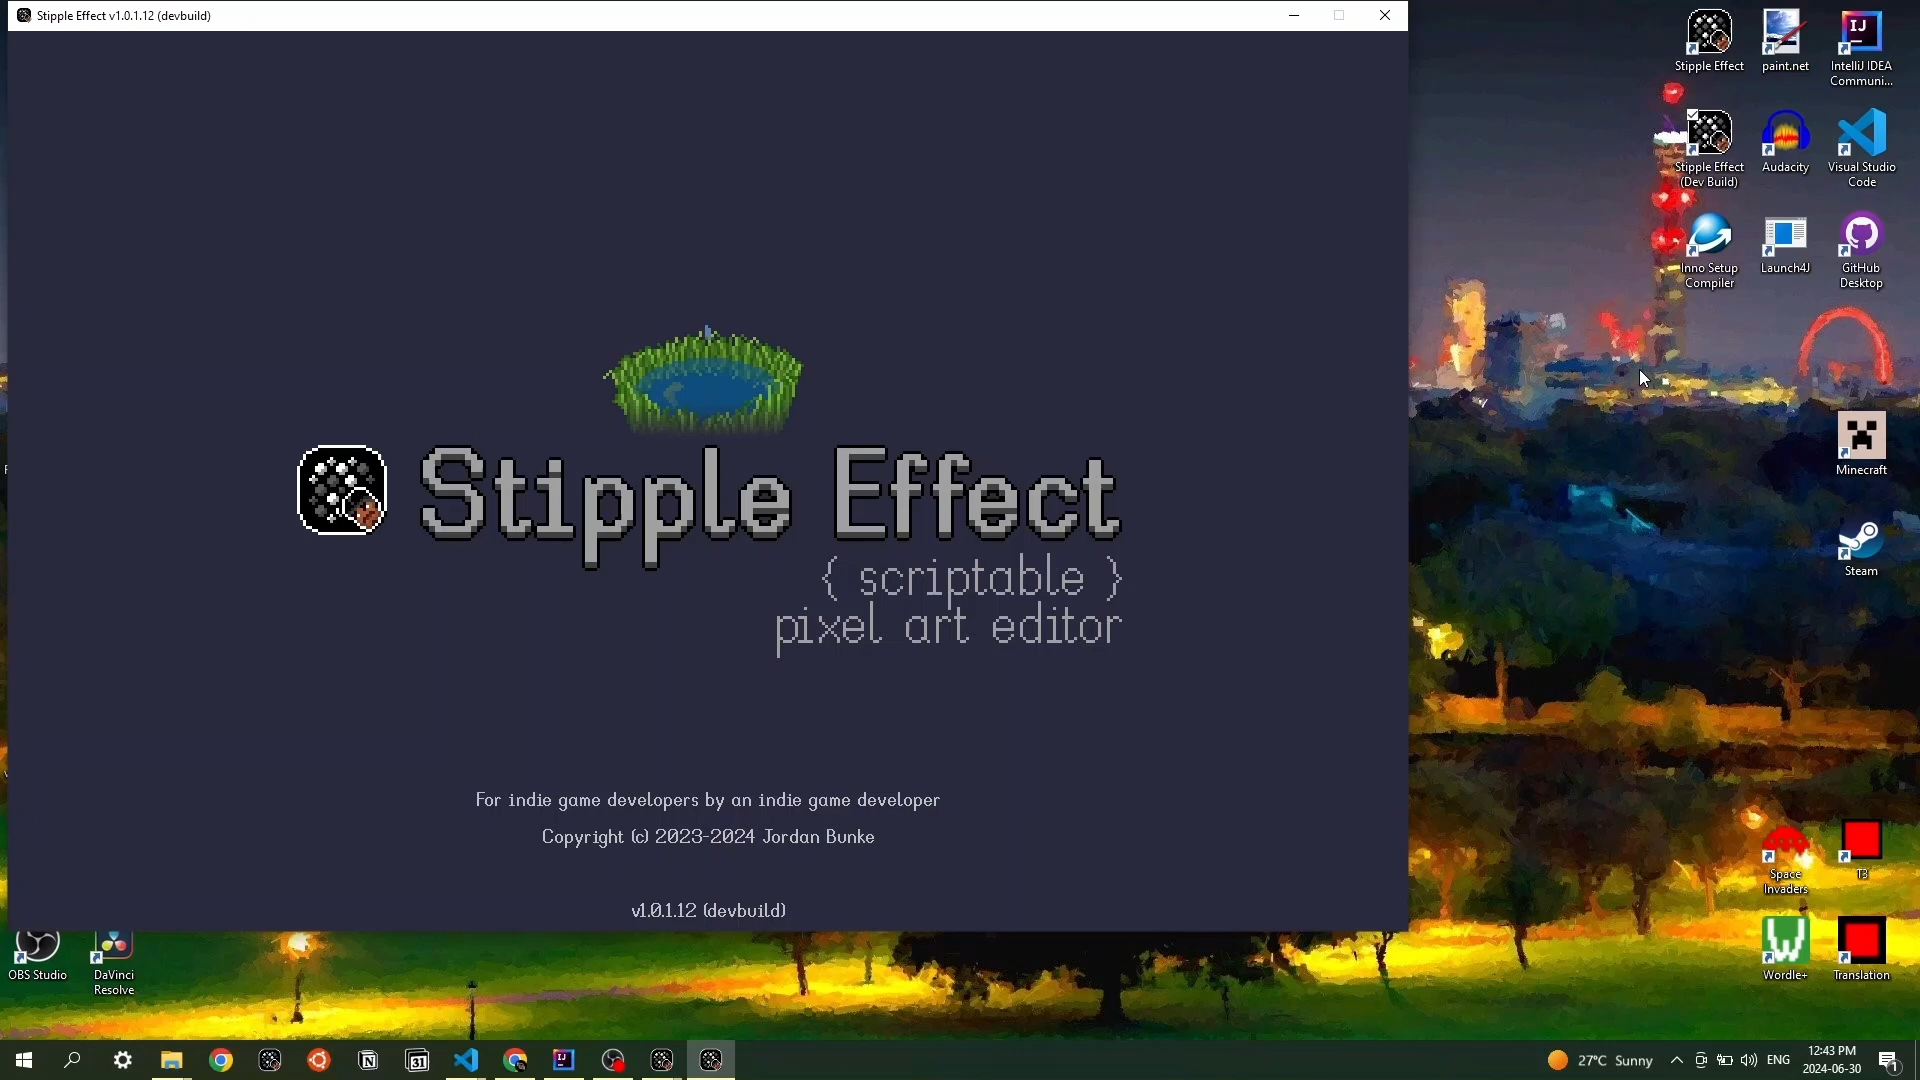 Stipple Effect v1.0.1.12 (devbuild)
Stipple Effect
{ scriptable }
pixel art editor
For indie game developers by an indie game developer
Copyright (c) 2023-2024 Jordan Bunke
v1.0.1.12 (devbuild)
Stipple Effect
paint.net
IntelliJ IDEA
Communi...
Stipple Effect
(Dev Build)
Audacity
Visual Studio
Code
Inno Setup
Compiler
Launch4J
GitHub
Desktop
Minecraft
Steam
Space
Invaders
T3
Wordle+
Translation
OBS Studio
DaVinci
Resolve
27°C Sunny
ENG
12:43 PM
2024-06-30